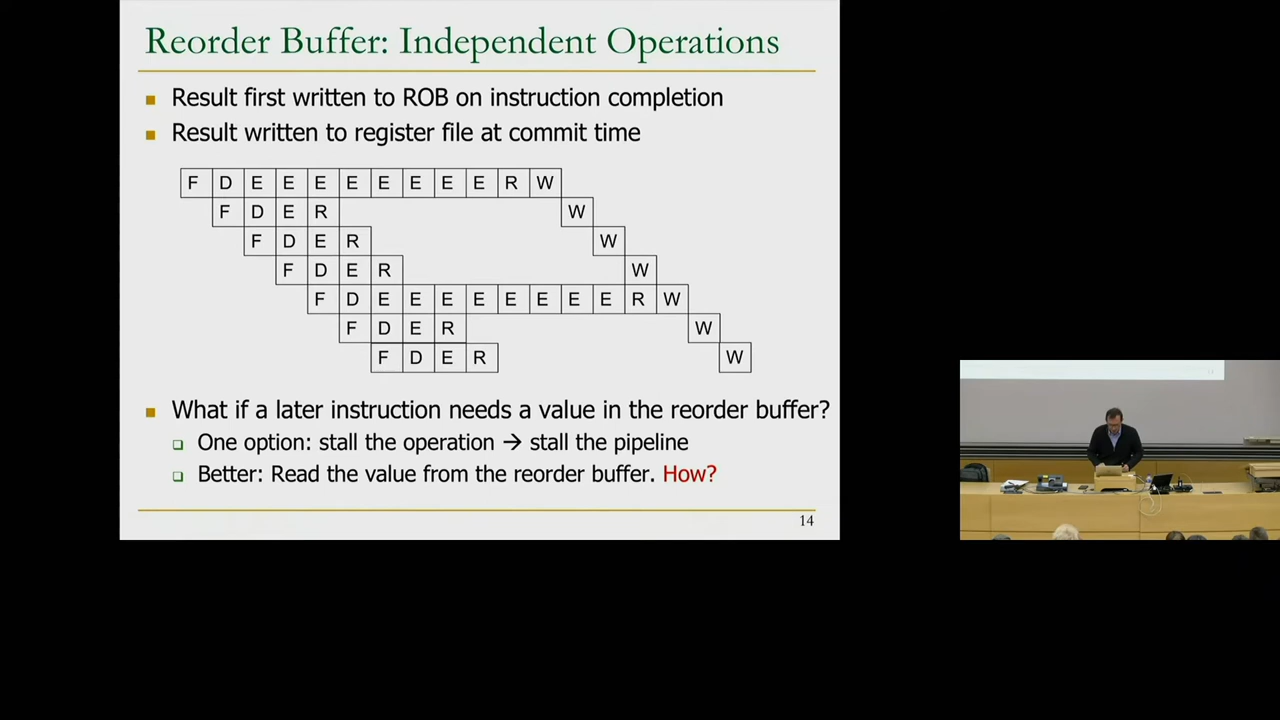 Reorder Buffer: Independent Operations
Result first written to ROB on instruction completion
Result written to register file at commit time
F D E E E E E E E E R W
F D E R W
F D E R W
F D E R W
F D E E E E E E E E R W
F D E R W
F D E R W
What if a later instruction needs a value in the reorder buffer?
One option: stall the operation → stall the pipeline
Better: Read the value from the reorder buffer. How?
14